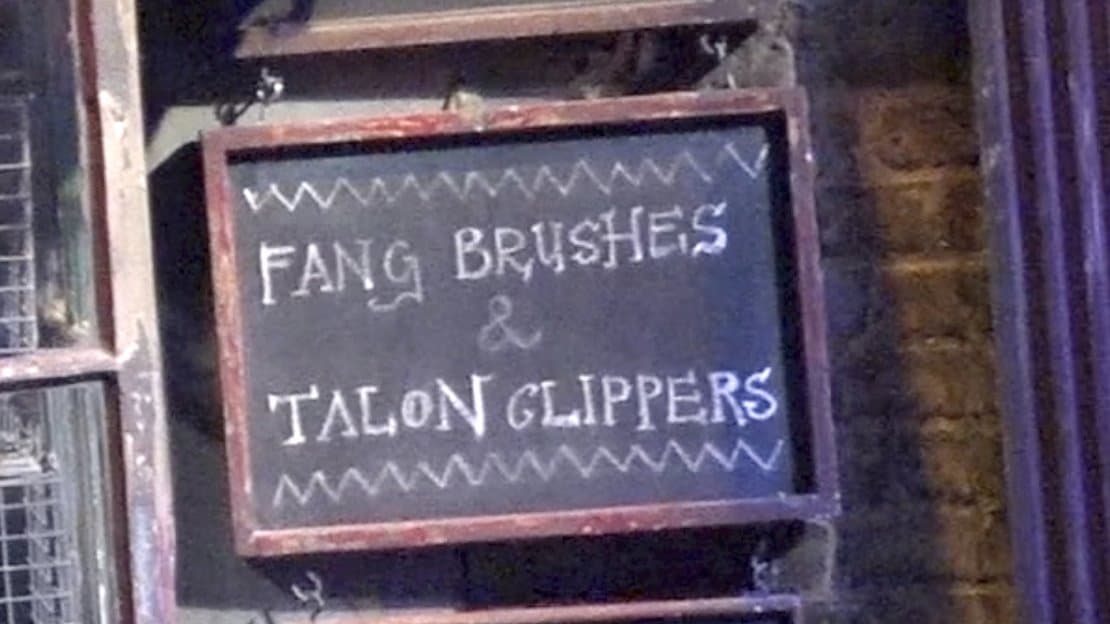 FANG BRUSHES
&
TALON CLIPPERS